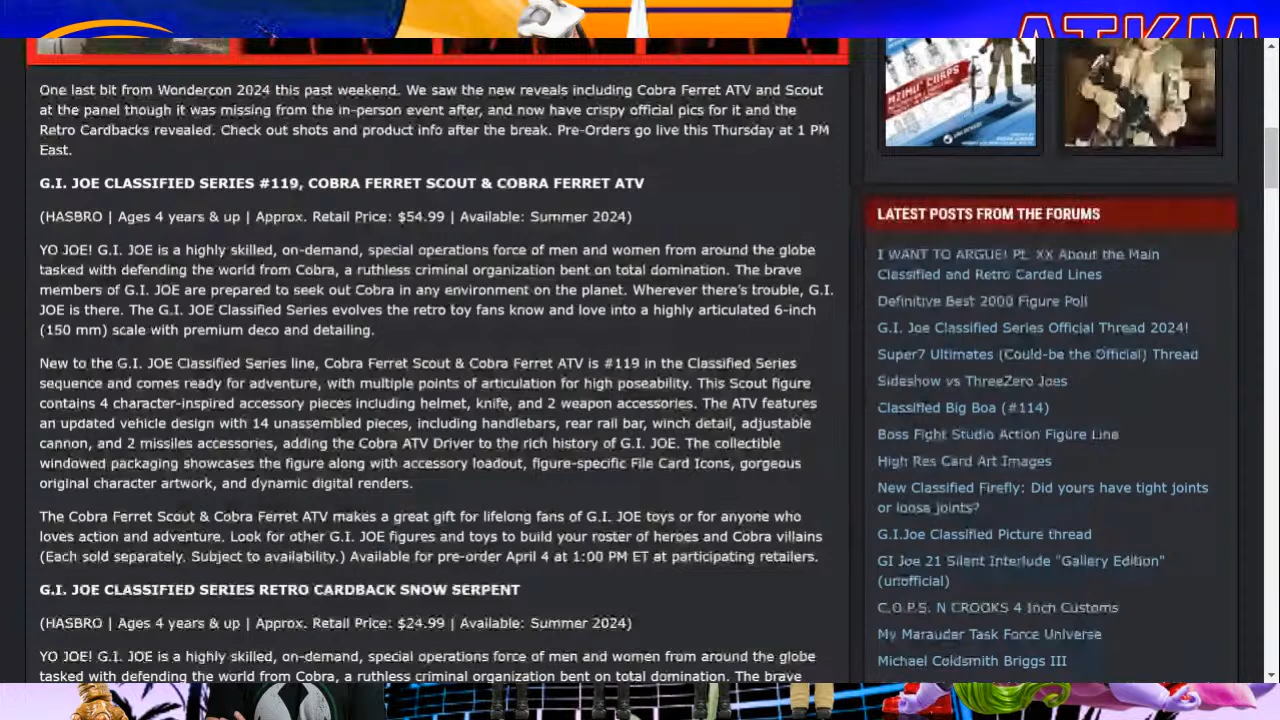 ATKM
One last bit from Wondercon 2024 this past weekend. We saw the new reveals including Cobra Ferret ATV and Scout
at the panel though it was missing from the in-person event after, and now have crispy official pics for it and the
Retro Cardbacks revealed. Check out shots and product info after the break. Pre-Orders go live this Thursday at 1 PM
East.
G.I. JOE CLASSIFIED SERIES #119, COBRA FERRET SCOUT & COBRA FERRET ATV
(HASBRO | Ages 4 years & up | Approx. Retail Price: $54.99 | Available: Summer 2024)
YO JOE! G.I. JOE is a highly skilled, on-demand, special operations force of men and women from around the globe
tasked with defending the world from Cobra, a ruthless criminal organization bent on total domination. The brave
members of G.I. JOE are prepared to seek out Cobra in any environment on the planet. Wherever there's trouble, G.I.
JOE is there. The G.I. JOE Classified Series evolves the retro toy fans know and love into a highly articulated 6-inch
(150 mm) scale with premium deco and detailing.
New to the G.I. JOE Classified Series line, Cobra Ferret Scout & Cobra Ferret ATV is #119 in the Classified Series
sequence and comes ready for adventure, with multiple points of articulation for high poseability. This Scout figure
contains 4 character-inspired accessory pieces including helmet, knife, and 2 weapon accessories. The ATV features
an updated vehicle design with 14 unassembled pieces, including handlebars, rear rail bar, winch detail, adjustable
cannon, and 2 missiles accessories, adding the Cobra ATV Driver to the rich history of G.I. JOE. The collectible
windowed packaging showcases the figure along with accessory loadout, figure-specific File Card Icons, gorgeous
original character artwork, and dynamic digital renders.
The Cobra Ferret Scout & Cobra Ferret ATV makes a great gift for lifelong fans of G.I. JOE toys or for anyone who
loves action and adventure. Look for other G.I. JOE figures and toys to build your roster of heroes and Cobra villains
(Each sold separately. Subject to availability.) Available for pre-order April 4 at 1:00 PM ET at participating retailers.
G.I. JOE CLASSIFIED SERIES RETRO CARDBACK SNOW SERPENT
(HASBRO | Ages 4 years & up | Approx. Retail Price: $24.99 | Available: Summer 2024)
YO JOE! G.I. JOE is a highly skilled, on-demand, special operations force of men and women from around the globe
tasked with defending the world from Cobra, a ruthless criminal organization bent on total domination. The brave
CORPS
LATEST POSTS FROM THE FORUMS
I WANT TO ARGUE! Pt. XX About the Main
Classified and Retro Carded Lines
Definitive Best 2000 Figure Poll
G.I. Joe Classified Series Official Thread 2024!
Super7 Ultimates (Could-be the Official) Thread
Sideshow vs ThreeZero Joes
Classified Big Boa (#114)
Boss Fight Studio Action Figure Line
High Res Card Art Images
New Classified Firefly: Did yours have tight joints
or loose joints?
G.I.Joe Classified Picture thread
GI Joe 21 Silent Interlude "Gallery Edition"
(unofficial)
C.O.P.S. N CROOKS 4 Inch Customs
My Marauder Task Force Universe
Michael Goldsmith Briggs III